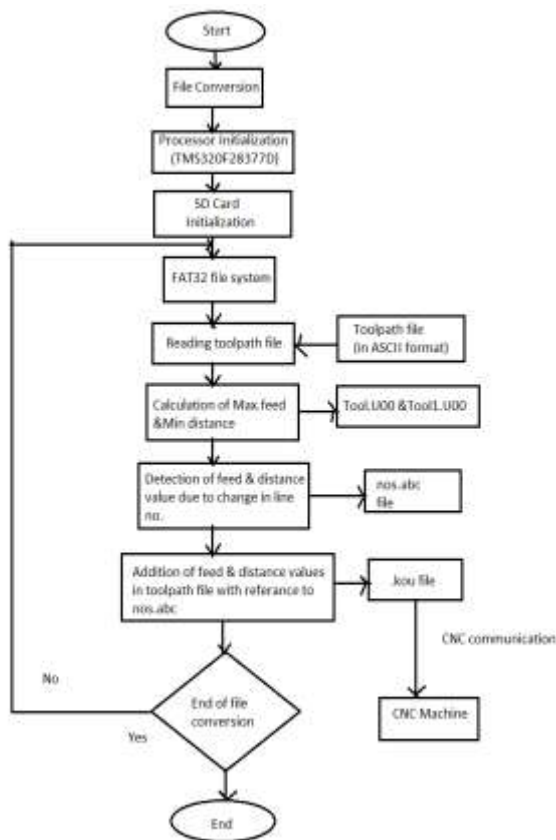 Start
File Conversion
Processor Initialization
(TMS320F28377D)
SD Card
Initialization
FAT32 file system
Reading toolpath file
Toolpath file
(in ASCII format)
Calculation of Max.feed
&Min distance
Tool.U00 &Tool1.U00
Detection of feed & distance
value due to change in line
no.
nos.abc
file
Addition of feed & distance values
in toolpath file with referance to
nos.abc
.kou file
CNC communication
No
End of file
conversion
CNC Machine
Yes
End